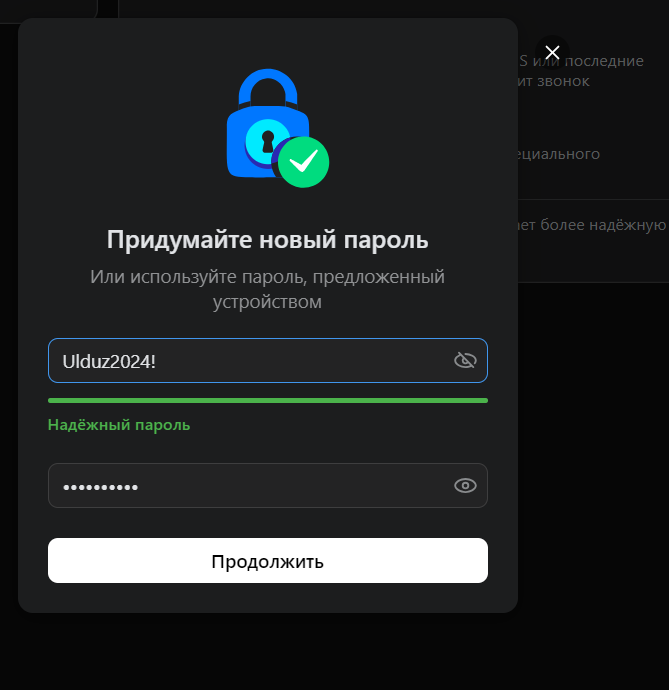 S или последние
ит звонок
ециального
ает более надёжную
Придумайте новый пароль
Или используйте пароль, предложенный
устройством
Ulduz2024!
Надёжный пароль
••••••••••
Продолжить